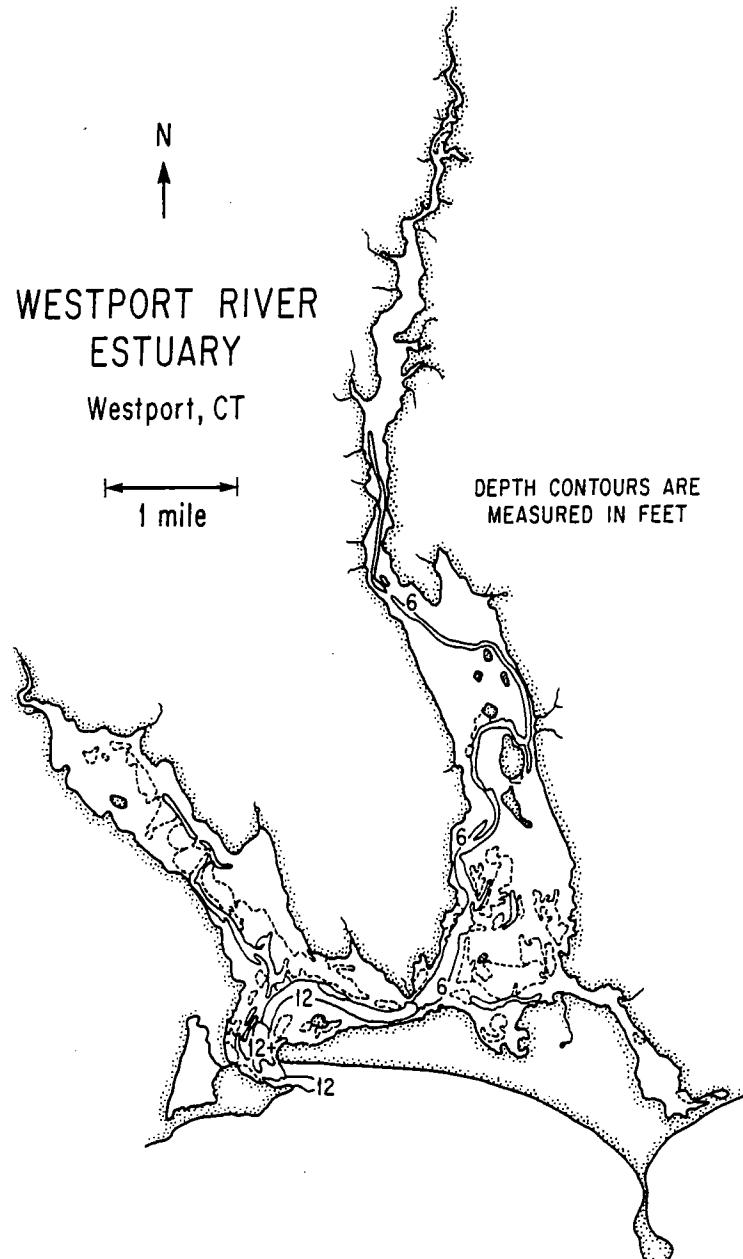 N
WESTPORT RIVER
ESTUARY
Westport, CT
1 mile
DEPTH CONTOURS ARE
MEASURED IN FEET
6
6
6
12
12+
12